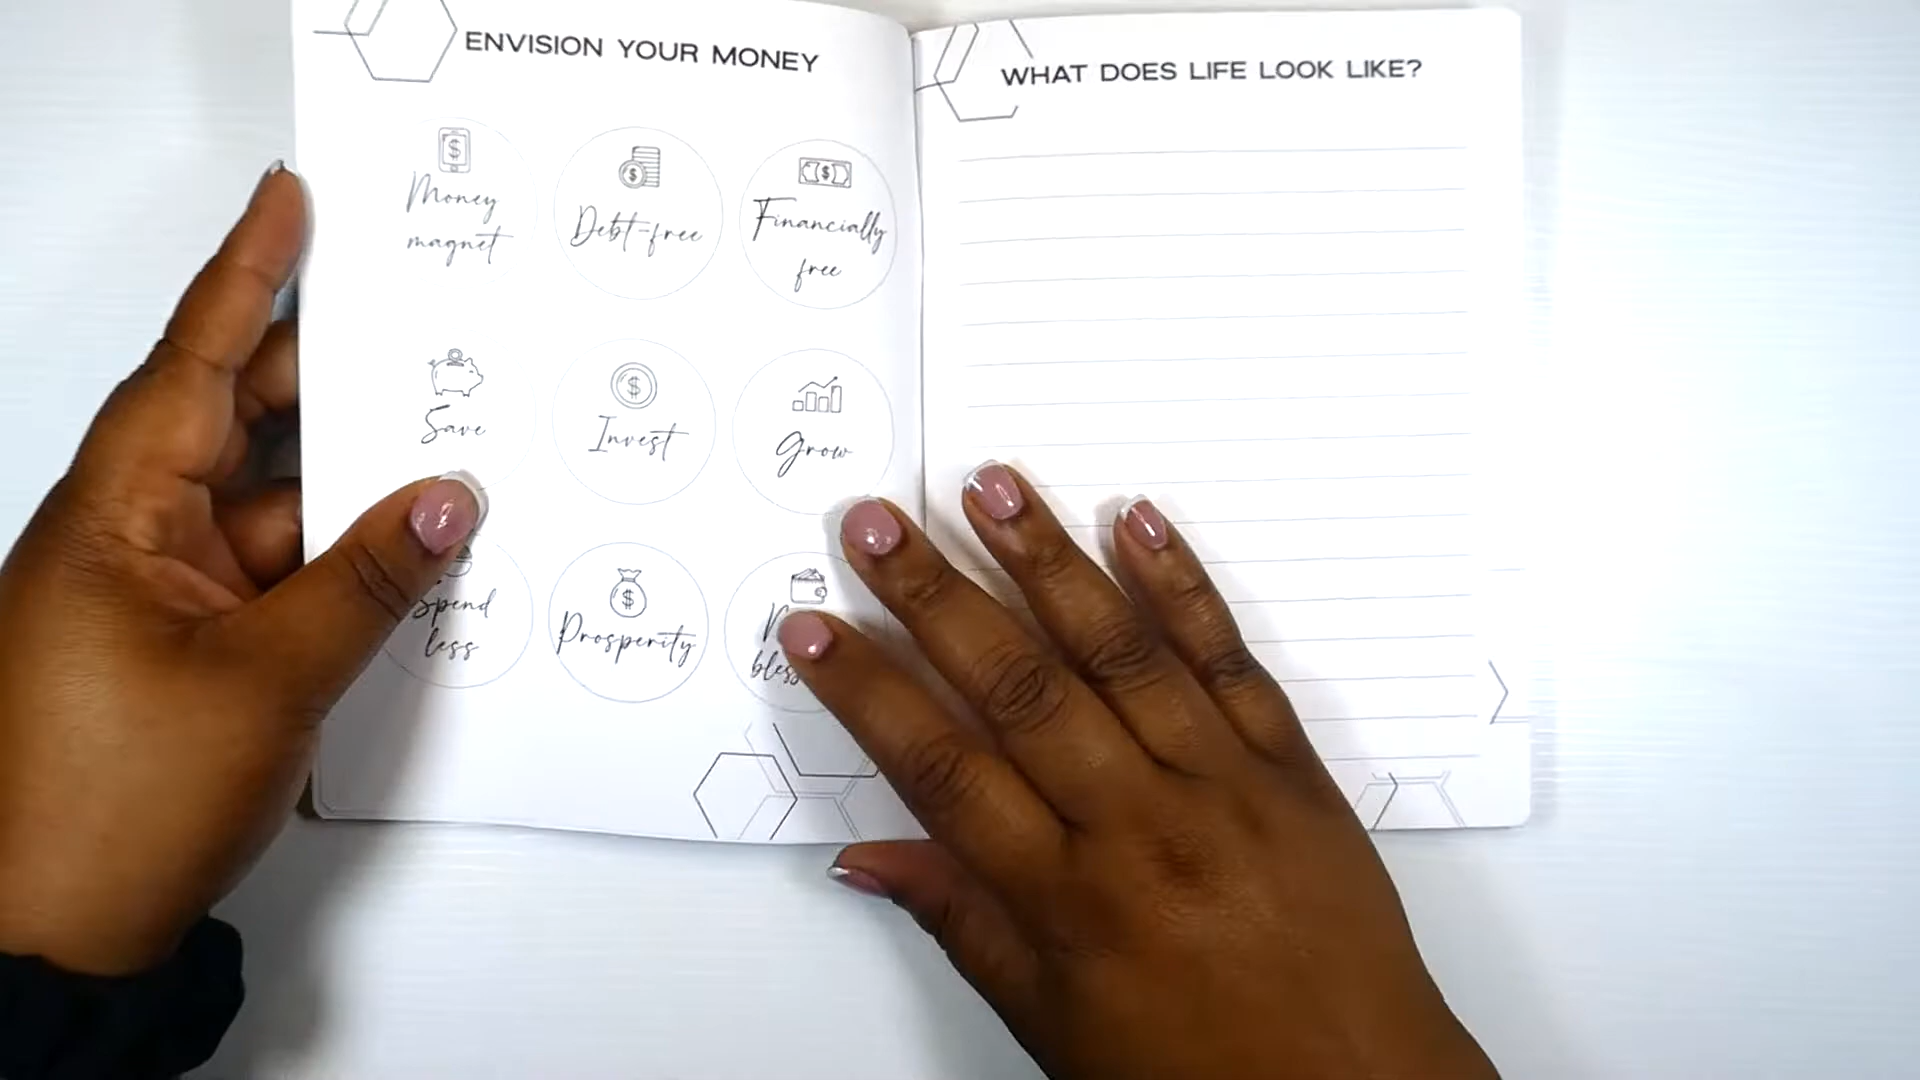 ENVISION YOUR MONEY
Money
magnet
Debt-free
Financially
free
Save
Invest
Grow
Spend
less
Prosperity
WHAT DOES LIFE LOOK LIKE?